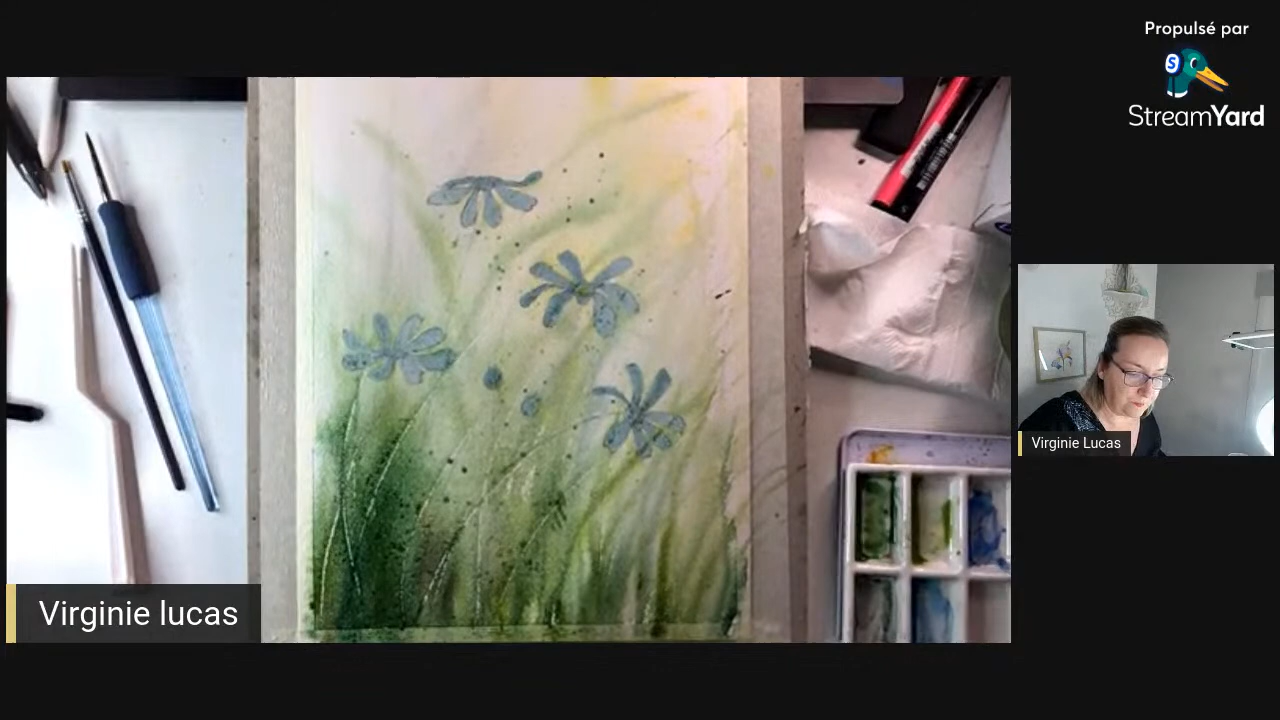 Propulsé par
S
StreamYard
Virginie Lucas
Virginie lucas